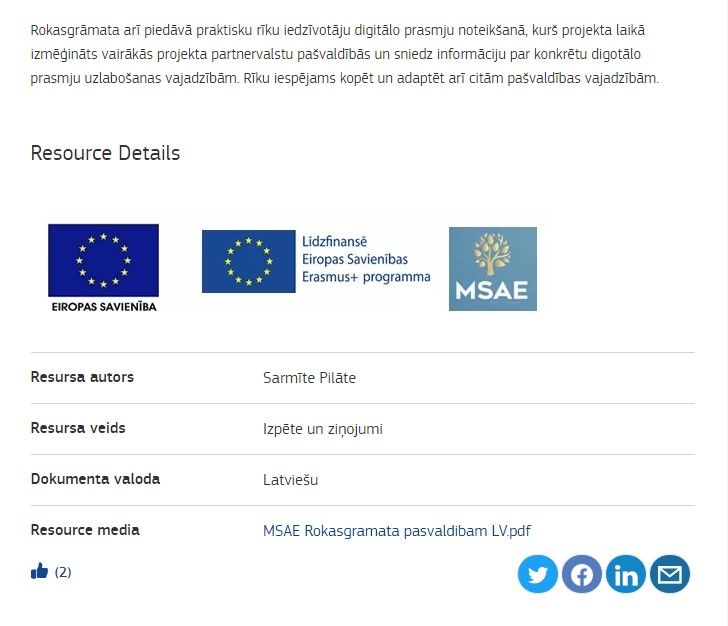 Rokasgrāmata arī piedāvā praktisku rīku iedzīvotāju digitālo prasmju noteikšanā, kurš projekta laikā
izmēģināts vairākās projekta partnervalstu pašvaldībās un sniedz informāciju par konkrētu digotālo
prasmju uzlabošanas vajadzībām. Rīku iespējams kopēt un adaptēt arī citām pašvaldības vajadzībām.
Resource Details
EIROPAS SAVIENĪBA
Līdzfinansē
Eiropas Savienības
Erasmus+ programma
MSAE
Resursa autors Sarmīte Pilāte
Resursa veids Izpēte un ziņojumi
Dokumenta valoda Latviešu
Resource media MSAE Rokasgramata pasvaldibam LV.pdf
(2)